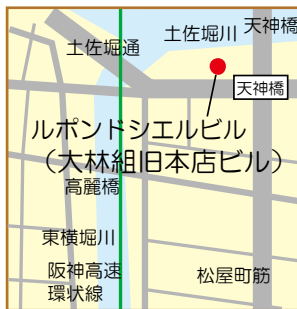 土佐堀川
天神橋
土佐堀通
天神橋
ルポンドシエルビル
（大林組旧本店ビル）
高麗橋
東横堀川
阪神高速
環状線
松屋町筋